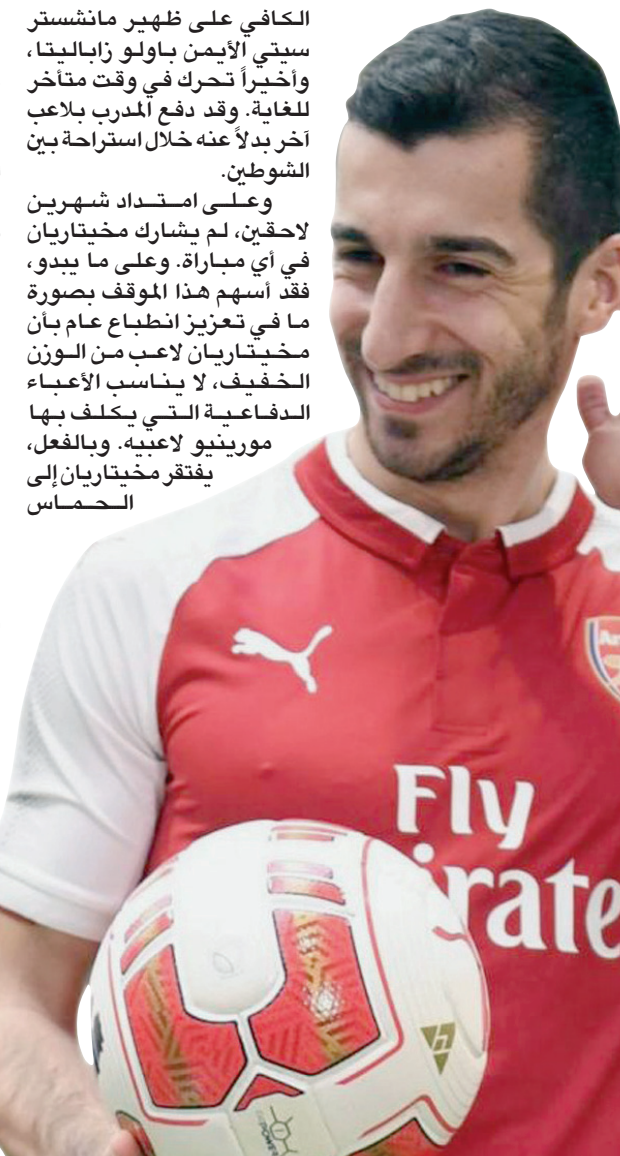 الكافي على ظهير مانشستر
سيتي الأيمن باولو زاباليتا،
وأخيراً تحرك في وقت متأخر
للغاية. وقد دفع المدرب بلاعب
آخر بدلاً عنه خلال استراحة بين
الشوطين.
وعلى امتداد شهرين
لاحقين، لم يشارك مخيتاريان
في أي مباراة. وعلى ما يبدو،
فقد أسهم هذا الموقف بصورة
ما في تعزيز انطباع عام بأن
مخيتاريان لاعب من الوزن
الخفيف، لا يناسب الأعباء
الدفاعية التي يكلف بها
مورينيو لاعبيه. وبالفعل،
يفتقر مخيتاريان إلى
الحماس
Fly
irate